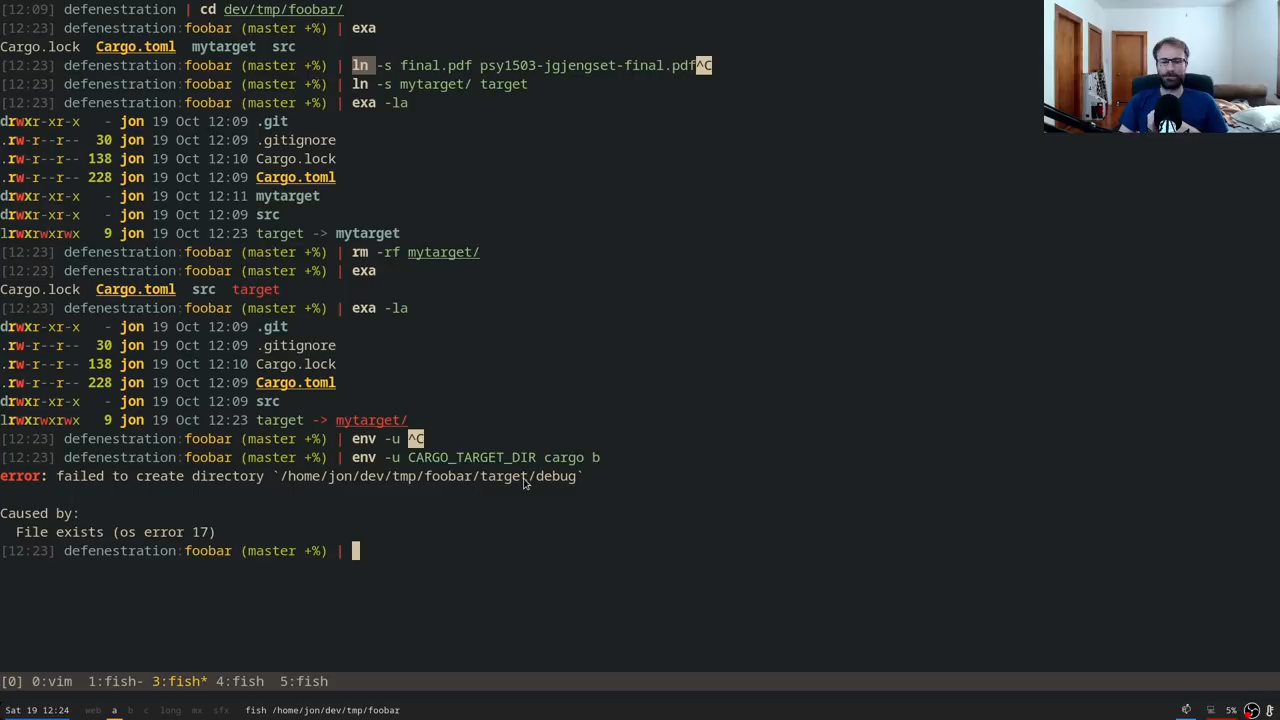 [12:09] defenestration | cd dev/tmp/foobar/
[12:23] defenestration:foobar (master +%) | exa
Cargo.lock  Cargo.toml  mytarget  src
[12:23] defenestration:foobar (master +%) | ln -s final.pdf psy1503-jgjengset-final.pdf^C
[12:23] defenestration:foobar (master +%) | ln -s mytarget/ target
[12:23] defenestration:foobar (master +%) | exa -la
drwxr-xr-x   - jon 19 Oct 12:09 .git
.rw-r--r--  30 jon 19 Oct 12:09 .gitignore
.rw-r--r-- 138 jon 19 Oct 12:10 Cargo.lock
.rw-r--r-- 228 jon 19 Oct 12:09 Cargo.toml
drwxr-xr-x   - jon 19 Oct 12:11 mytarget
drwxr-xr-x   - jon 19 Oct 12:09 src
lrwxrwxrwx   9 jon 19 Oct 12:23 target -> mytarget
[12:23] defenestration:foobar (master +%) | rm -rf mytarget/
[12:23] defenestration:foobar (master +%) | exa
Cargo.lock  Cargo.toml  src  target
[12:23] defenestration:foobar (master +%) | exa -la
drwxr-xr-x   - jon 19 Oct 12:09 .git
.rw-r--r--  30 jon 19 Oct 12:09 .gitignore
.rw-r--r-- 138 jon 19 Oct 12:10 Cargo.lock
.rw-r--r-- 228 jon 19 Oct 12:09 Cargo.toml
drwxr-xr-x   - jon 19 Oct 12:09 src
lrwxrwxrwx   9 jon 19 Oct 12:23 target -> mytarget/
[12:23] defenestration:foobar (master +%) | env -u ^C
[12:23] defenestration:foobar (master +%) | env -u CARGO_TARGET_DIR cargo b
error: failed to create directory `/home/jon/dev/tmp/foobar/target/debug`
Caused by:
  File exists (os error 17)
[12:23] defenestration:foobar (master +%) |
[0] 0:vim  1:fish- 3:fish* 4:fish  5:fish
Sat 19 12:24 web a b c long mx sfx fish /home/jon/dev/tmp/foobar 5%